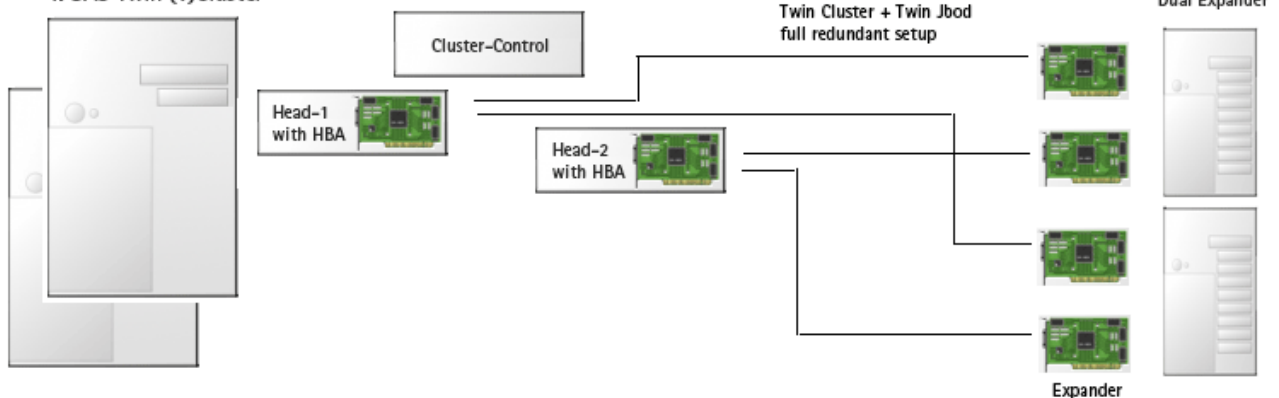 Twin Cluster + Twin Jbod
full redundant setup
Dual Expander
Cluster-Control
Head-1
with HBA
Head-2
with HBA
Expander